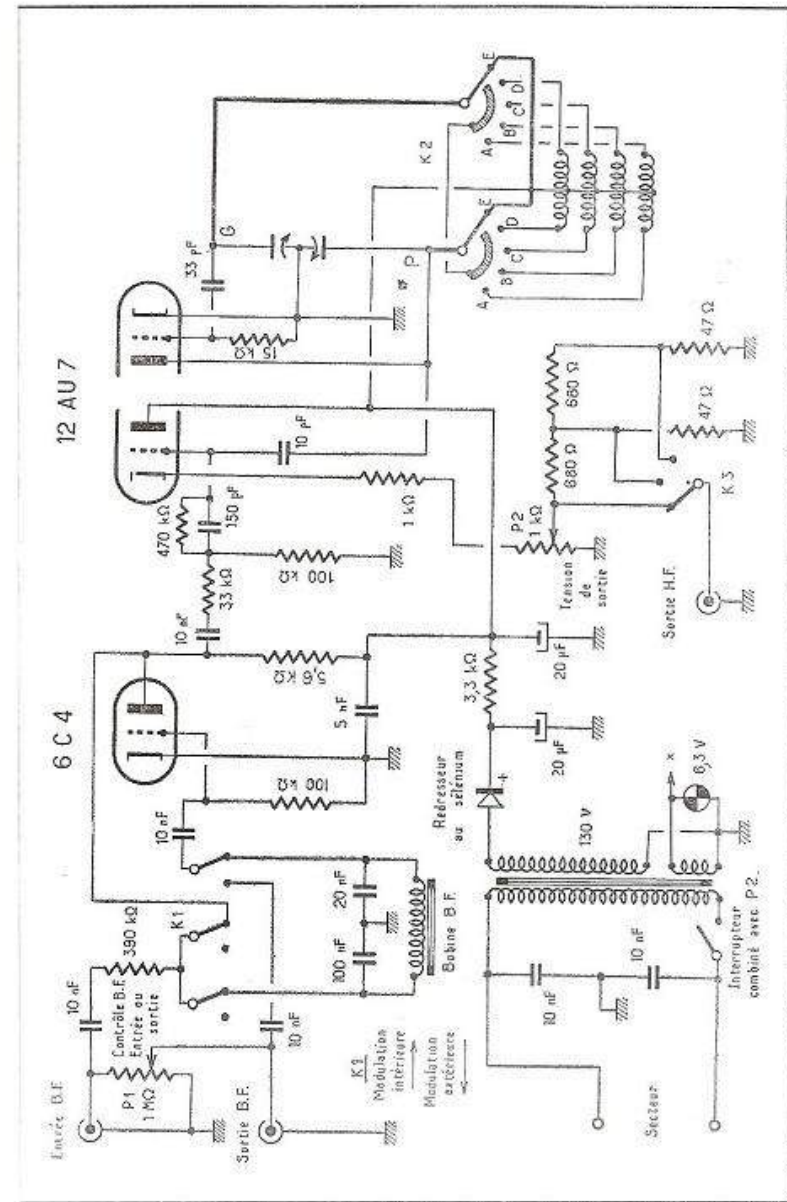 6 C 4
12 AU 7
Entrée B.F.
P1
1 MΩ
Contrôle B.F.
Entrée ou
sortie
10 nF
390 kΩ
K1
Sortie B.F.
10 nF
K1
Modulation
intérieure
Modulation
extérieure
100 nF
20 nF
Bobine B.F.
10 nF
100 kΩ
5,6 kΩ
5 nF
10 nF
33 kΩ
470 kΩ
150 pF
100 kΩ
10 pF
1 kΩ
15 kΩ
33 pF
G
P
K2
A
B
C
D
E
A
B
C
D
E
Secteur
10 nF
10 nF
Interrupteur
combiné avec P2.
130 V
6,3 V
x
Redresseur
au sélénium
+
20 µF
3,3 kΩ
20 µF
Tension
de
sortie
P2
1 kΩ
680 Ω
680 Ω
47 Ω
47 Ω
K3
Sortie H.F.